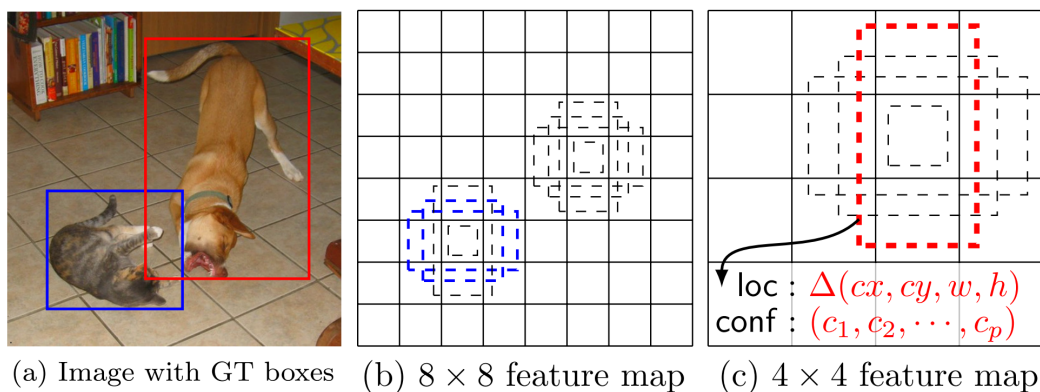 loc : Δ(cx, cy, w, h)
conf : (c₁, c₂, ⋯, cₚ)
(a) Image with GT boxes
(b) 8 × 8 feature map
(c) 4 × 4 feature map